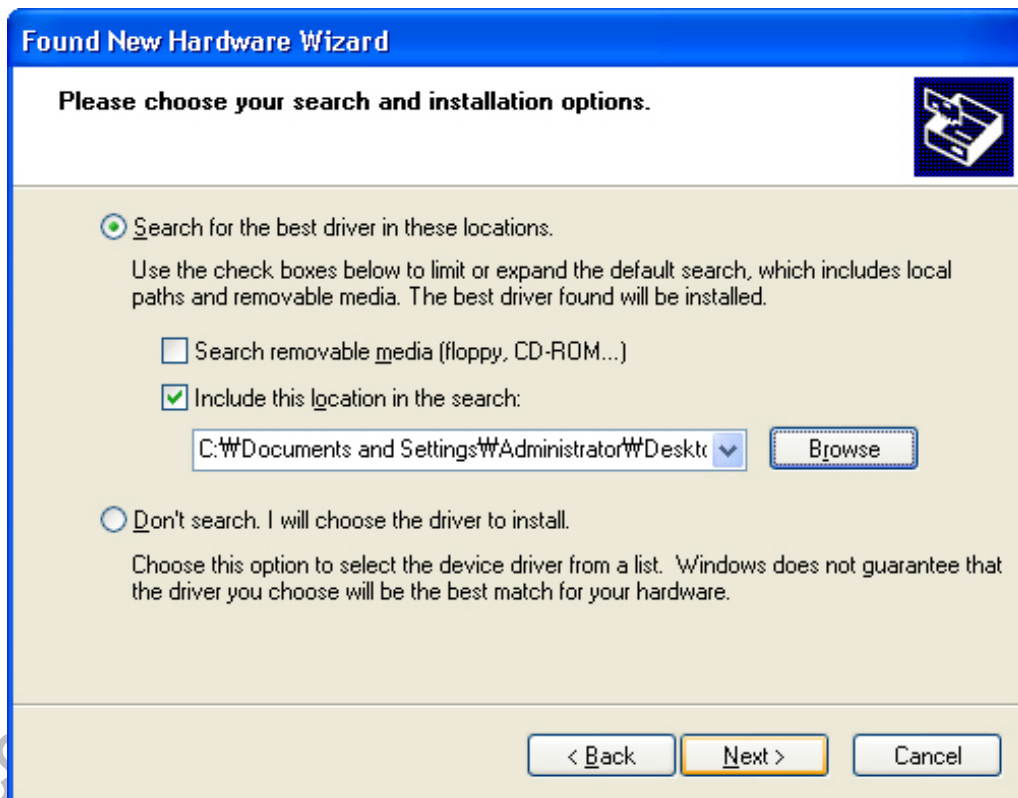 Found New Hardware Wizard
Please choose your search and installation options.
Search for the best driver in these locations.
Use the check boxes below to limit or expand the default search, which includes local
paths and removable media. The best driver found will be installed.
Search removable media (floppy, CD-ROM...)
Include this location in the search:
C:₩Documents and Settings₩Administrator₩Deskt
Browse
Don't search. I will choose the driver to install.
Choose this option to select the device driver from a list. Windows does not guarantee that
the driver you choose will be the best match for your hardware.
< Back
Next >
Cancel